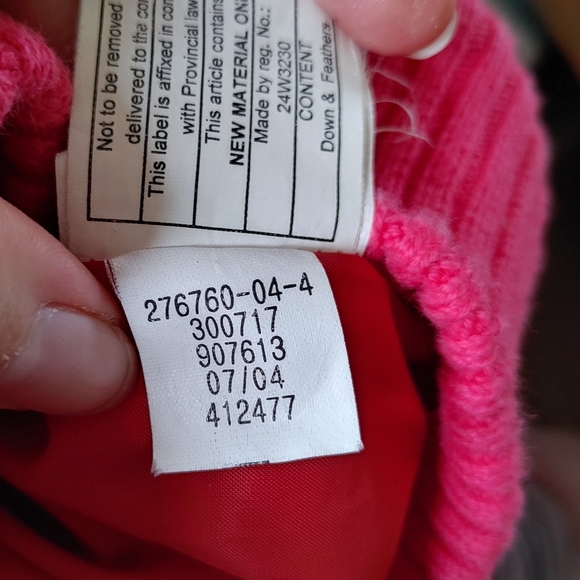 Not to be removed
delivered to the co
This label is affixed in co
with Provincial law
This article contains
NEW MATERIAL ON
Made by reg. No.:
24W3230
CONTENT
Down & Feathers
276760-04-4
300717
907613
07/04
412477